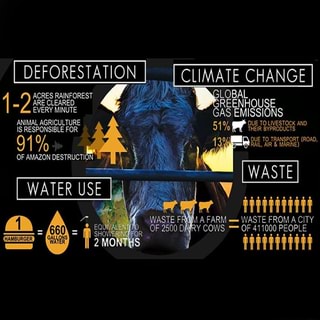 DEFORESTATION
1-2 ACRES RAINFOREST
ARE CLEARED
EVERY MINUTE
ANIMAL AGRICULTURE
IS RESPONSIBLE FOR
91%
OF AMAZON DESTRUCTION
CLIMATE CHANGE
GLOBAL
GREENHOUSE
GAS EMISSIONS
51% DUE TO LIVESTOCK AND
THEIR BYPRODUCTS
13% DUE TO TRANSPORT (ROAD,
RAIL, AIR & MARINE)
WATER USE
1
HAMBURGER
=
660
GALLONS
WATER
=
EQUIVALENT TO
SHOWERING FOR
2 MONTHS
WASTE
WASTE FROM A FARM
OF 2500 DAIRY COWS
=
WASTE FROM A CITY
OF 411000 PEOPLE